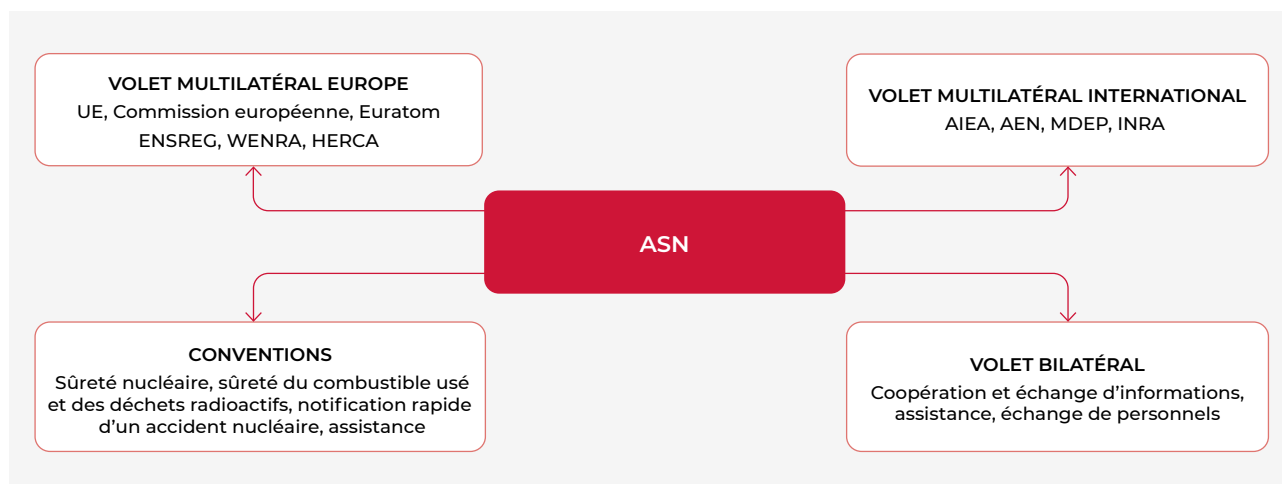 VOLET MULTILATÉRAL EUROPE
UE, Commission européenne, Euratom
ENSREG, WENRA, HERCA
VOLET MULTILATÉRAL INTERNATIONAL
AIEA, AEN, MDEP, INRA
ASN
CONVENTIONS
Sûreté nucléaire, sûreté du combustible usé
et des déchets radioactifs, notification rapide
d’un accident nucléaire, assistance
VOLET BILATÉRAL
Coopération et échange d’informations,
assistance, échange de personnels